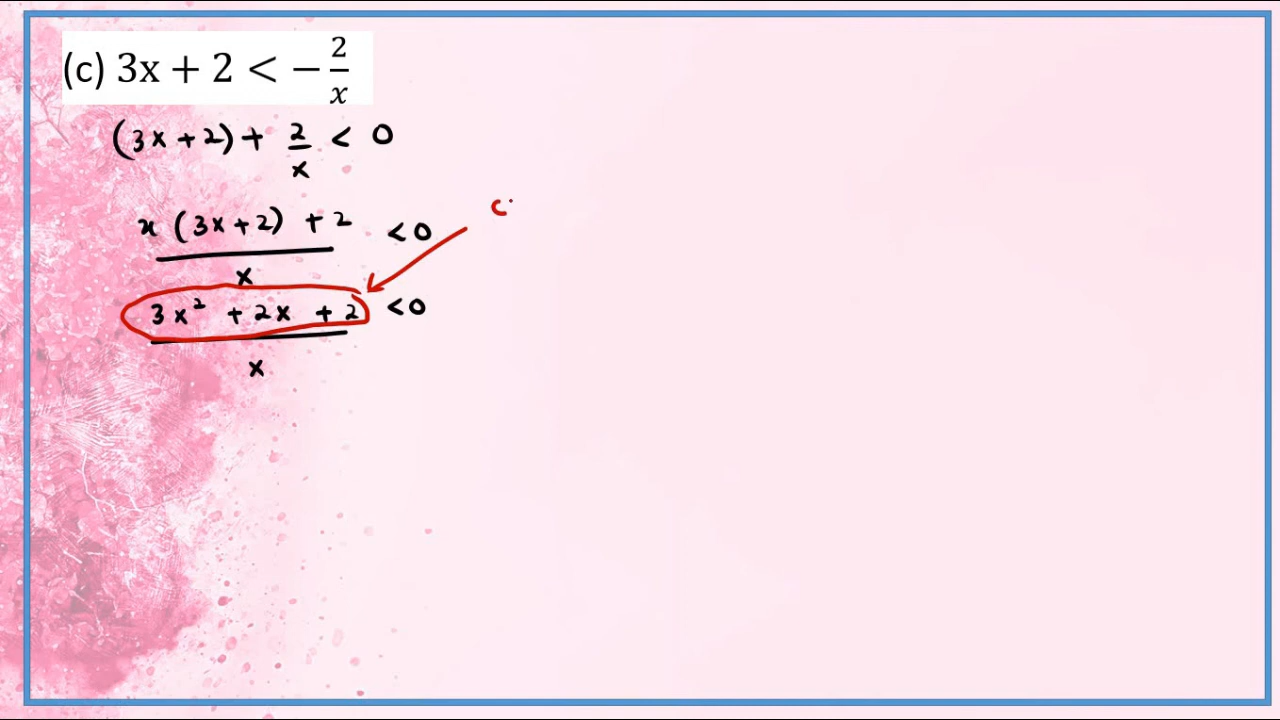 (c) 3x + 2 < − 2/x
(3x + 2) + 2/x < 0
x (3x + 2) + 2 / x < 0
3x² + 2x + 2 / x < 0